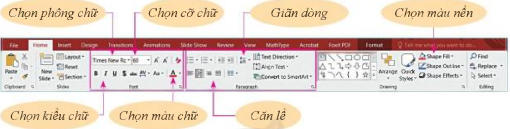 Chọn phông chữ Chọn cỡ chữ Giãn dòng Chọn màu nền
File Home Insert Design Transitions Animations Slide Show Review View MathType Acrobat Foxit PDF Format Tell me what you want to do...
Layout Times New Ro 60 Text Direction Shape Fill Find
Paste New Slide Reset Align Text Arrange Quick Styles Shape Outline Replace
Section B I U S abc AV Aa A Convert to SmartArt Shape Effects Select
Clipboard Slides Font Paragraph Drawing Editing
Chọn kiểu chữ Chọn màu chữ Căn lề